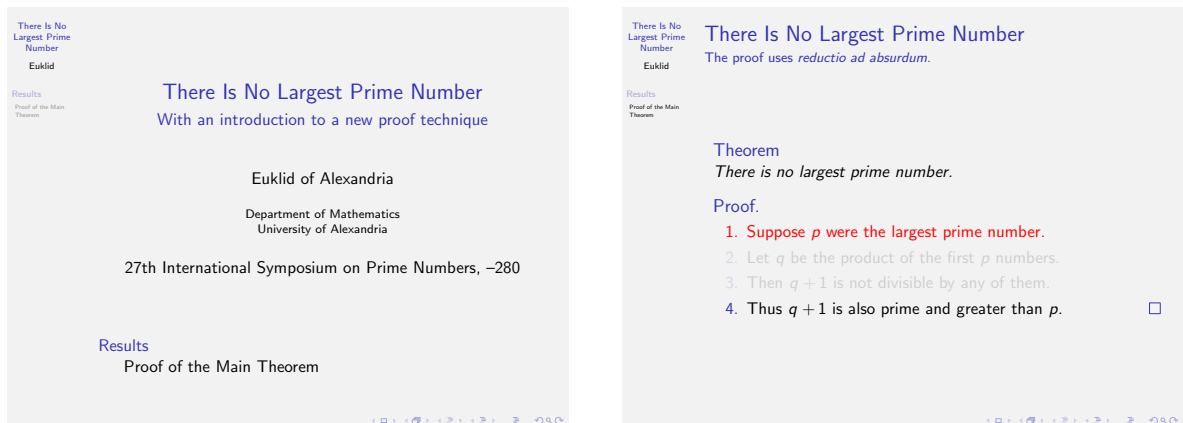 There Is No
Largest Prime
Number
Euklid
Results
Proof of the Main
Theorem
There Is No Largest Prime Number
With an introduction to a new proof technique
Euklid of Alexandria
Department of Mathematics
University of Alexandria
27th International Symposium on Prime Numbers, –280
Results
Proof of the Main Theorem
There Is No
Largest Prime
Number
Euklid
Results
Proof of the Main
Theorem
There Is No Largest Prime Number
The proof uses reductio ad absurdum.
Theorem
There is no largest prime number.
Proof.
1. Suppose p were the largest prime number.
2. Let q be the product of the first p numbers.
3. Then q + 1 is not divisible by any of them.
4. Thus q + 1 is also prime and greater than p.